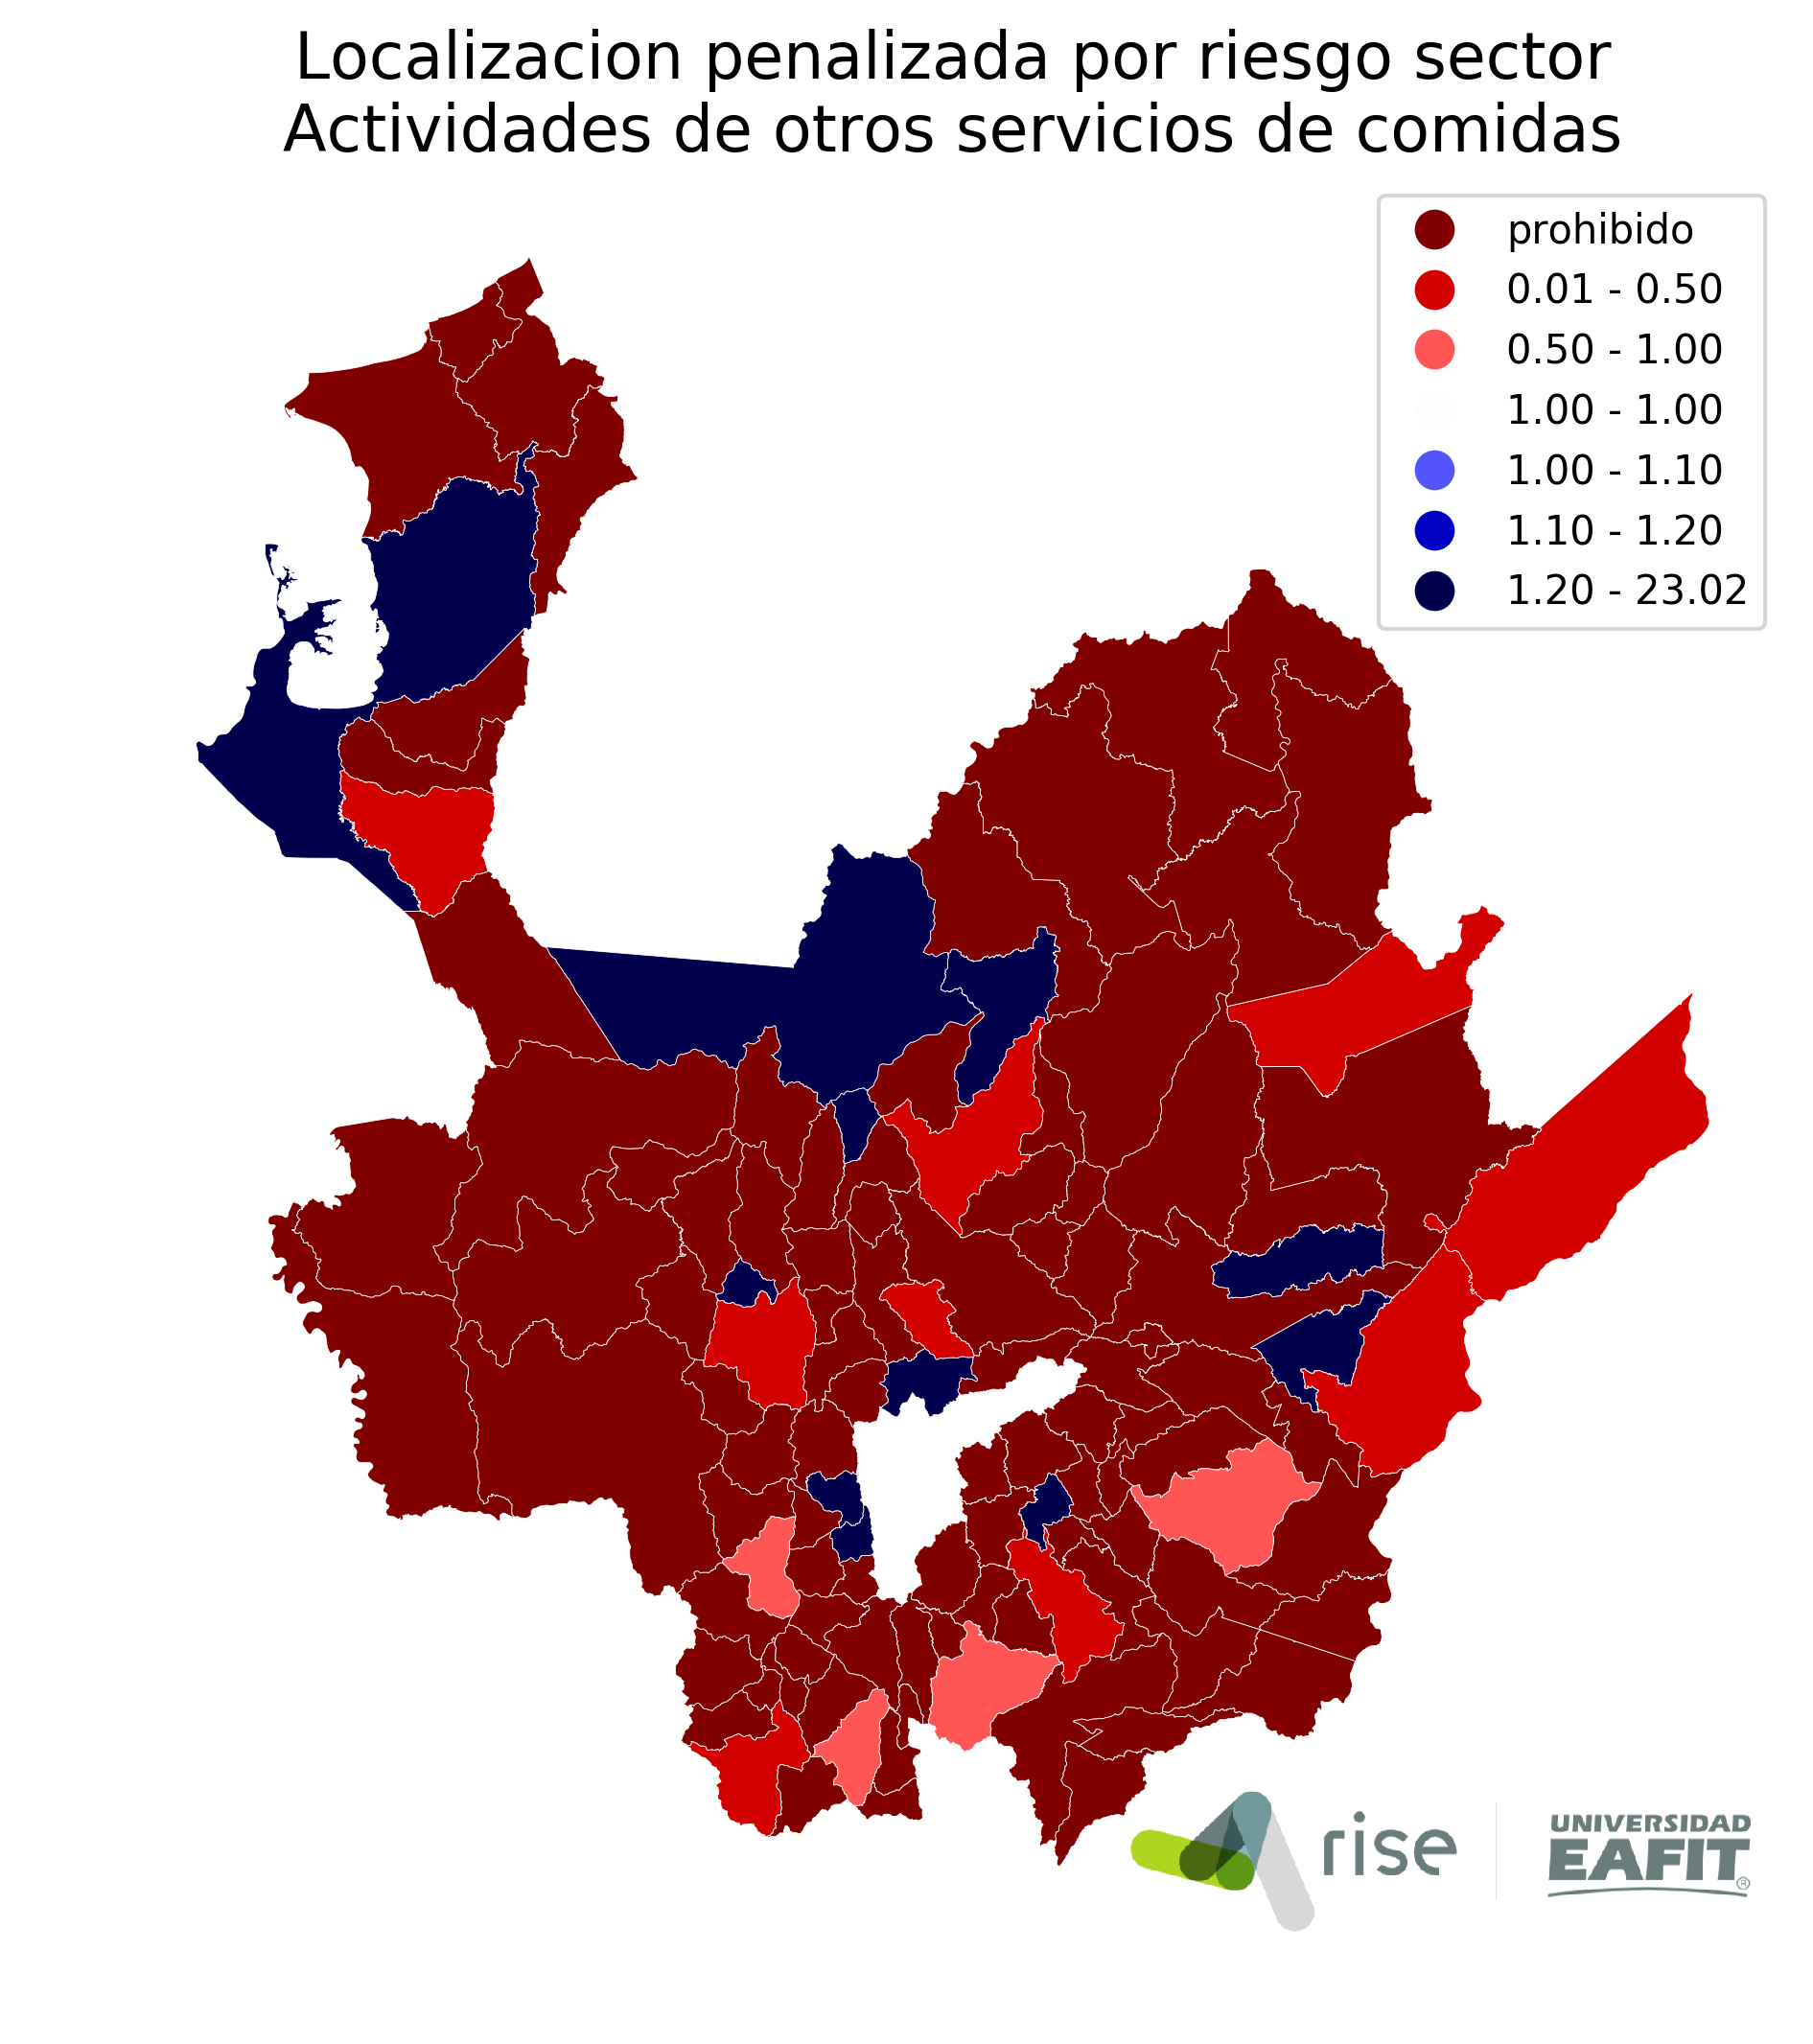 Localizacion penalizada por riesgo sector
Actividades de otros servicios de comidas
prohibido
0.01 - 0.50
0.50 - 1.00
1.00 - 1.00
1.00 - 1.10
1.10 - 1.20
1.20 - 23.02
rise
UNIVERSIDAD
EAFIT®